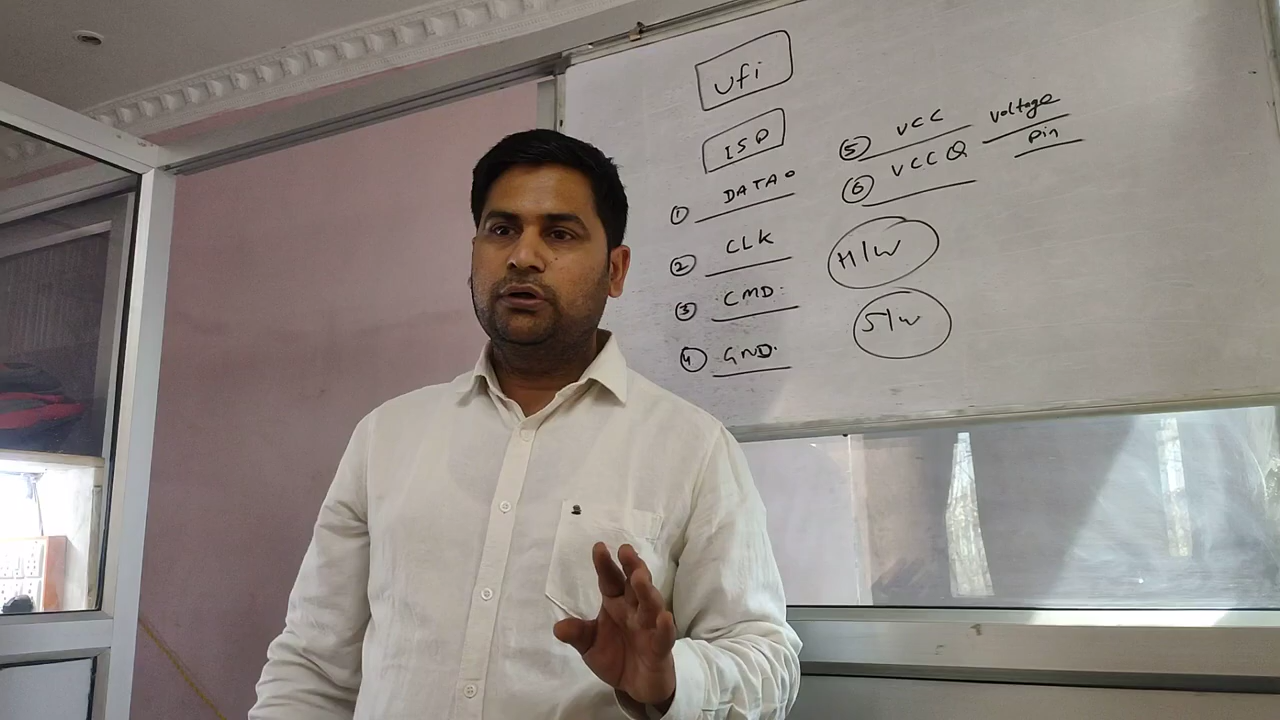 ufi
ISP
① DATA0
② CLK
③ CMD.
④ GND.
⑤ VCC
⑥ VCCQ
voltage
Pin
H/W
S/W